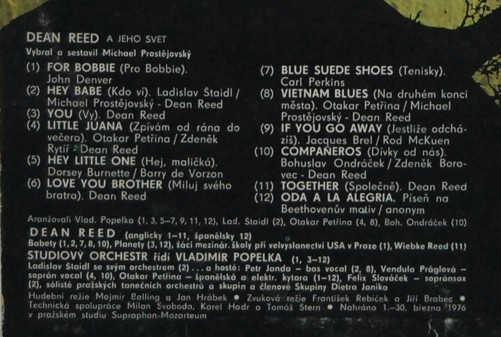 DEAN REED A JEHO SVET
Vybral a sestavil Michael Prostějovský
(1) FOR BOBBIE (Pro Bobbie).
John Denver
(2) HEY BABE (Kdo ví). Ladislav Štaidl /
Michael Prostějovský - Dean Reed
(3) YOU (Vy). Dean Reed
(4) LITTLE JUANA (Zpívám od rána do
večera). Otakar Petřina / Zdeněk
Rytíř - Dean Reed
(5) HEY LITTLE ONE (Hej, maličká).
Dorsey Burnette / Barry de Vorzon
(6) LOVE YOU BROTHER (Miluj svého
bratra). Dean Reed
(7) BLUE SUEDE SHOES (Tenisky).
Carl Perkins
(8) VIETNAM BLUES (Na druhém konci
města). Otakar Petřina / Michael
Prostějovský - Dean Reed
(9) IF YOU GO AWAY (Jestliže odchá-
zíš). Jacques Brel / Rod McKuen
(10) COMPAÑEROS (Dívky od nás).
Bohuslav Ondráček / Zdeněk Boro-
vec - Dean Reed
(11) TOGETHER (Společně). Dean Reed
(12) ODA A LA ALEGRIA. Píseň na
Beethovenův motiv / anonym
Aranžovali Vlad. Popelka (1, 3, 5–7, 9, 11, 12), Lad. Štaidl (2), Otakar Petřina (4, 8), Boh. Ondráček (10)
DEAN REED (anglicky 1–11, španělsky 12)
Bobety (1, 2, 7, 8, 10), Planety (3, 12), žáci mezinár. školy při velvyslanectví USA v Praze (1), Wiebke Reed (11)
STUDIOVÝ ORCHESTR řídí VLADIMÍR POPELKA (1, 3–12)
Ladislav Štaidl se svým orchestrem (2) ... a hosté: Petr Janda – bas vocal (2, 8), Vendula Práglová –
soprán vocal (4, 10), Otakar Petřina – španělská a elektr. kytara (1–12), Felix Slováček – sopránsax
(2), sólisté pražských tanečních orchestrů a skupin a členové Skupiny Dietra Janika
Hudební režie Mojmír Balling a Jan Hrábek • Zvuková režie František Řebíček a Jiří Brabec •
Technická spolupráce Milan Svoboda, Karel Hodr a Tomáš Štern • Nahráno 1.–30. března 1976
v pražském studiu Supraphon-Mozarteum